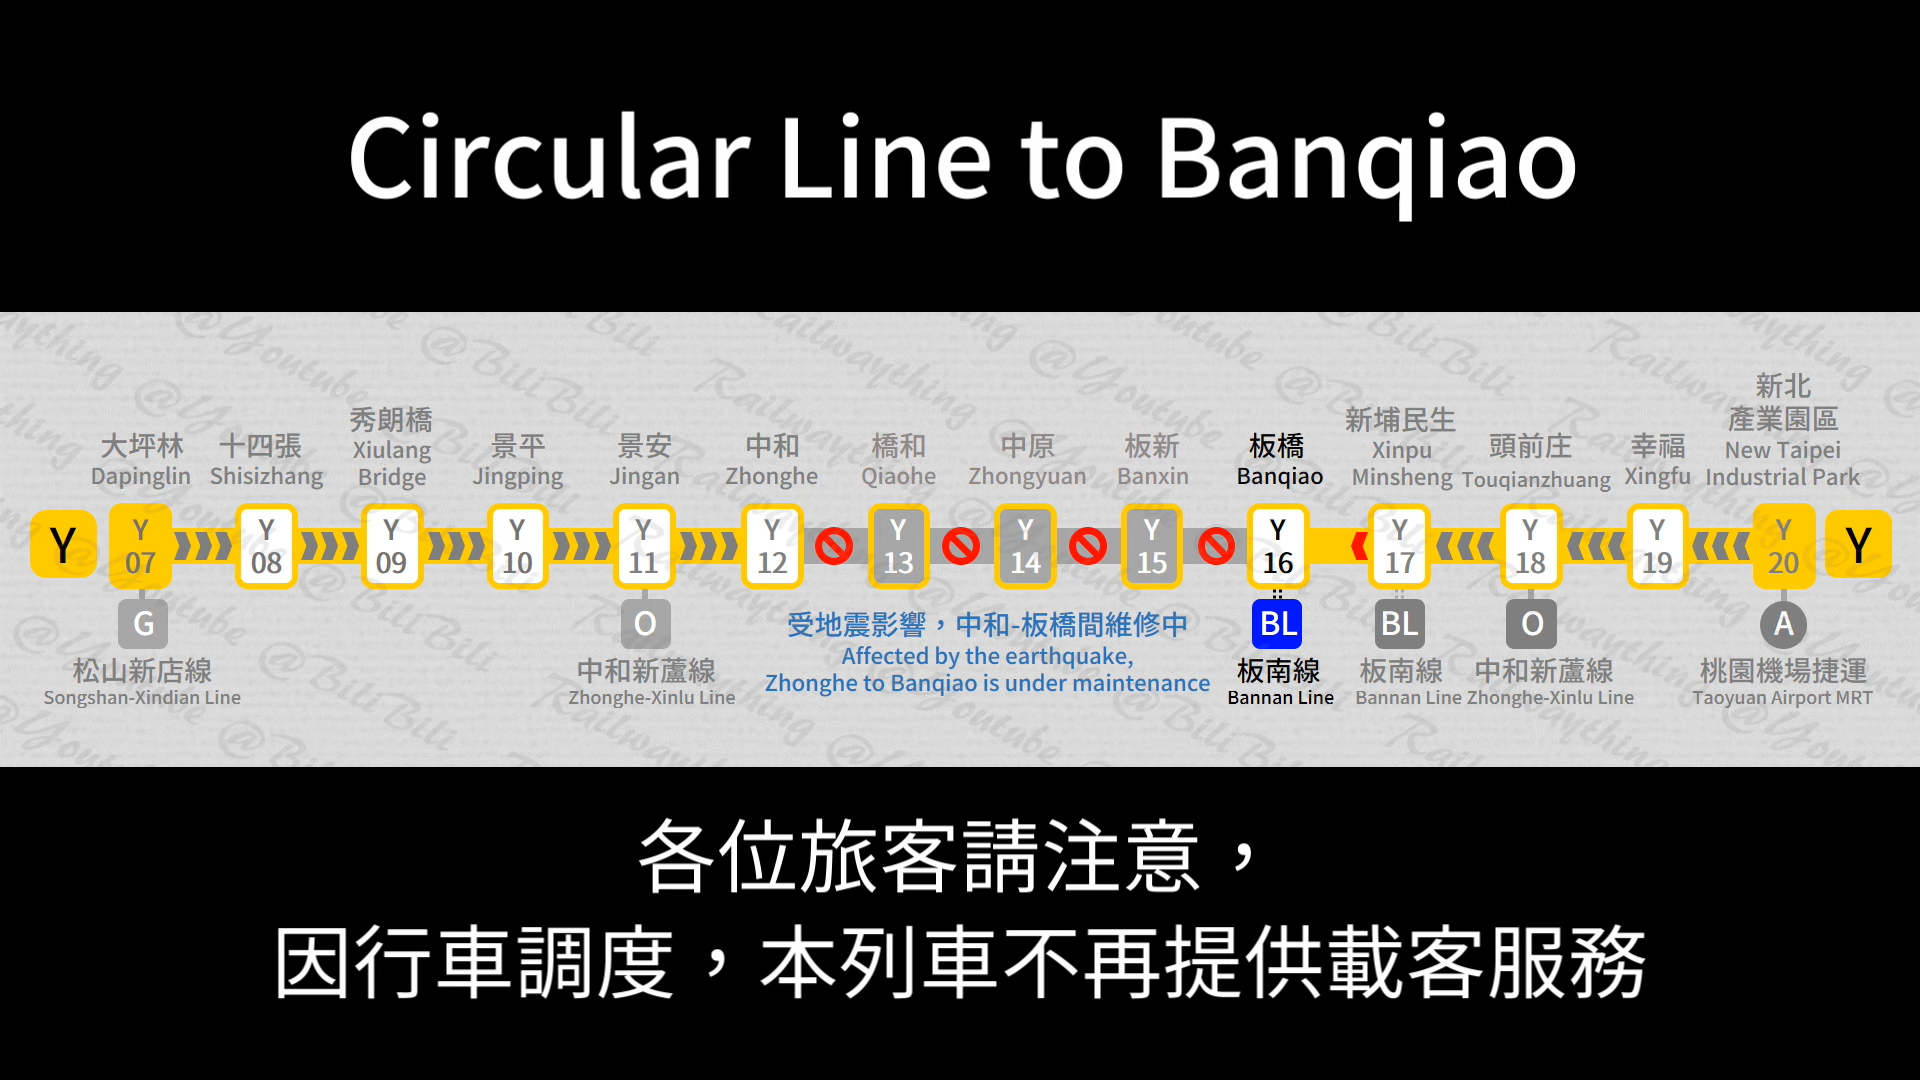 Circular Line to Banqiao
大坪林
Dapinglin
十四張
Shisizhang
秀朗橋
Xiulang
Bridge
景平
Jingping
景安
Jingan
中和
Zhonghe
橋和
Qiaohe
中原
Zhongyuan
板新
Banxin
板橋
Banqiao
新埔民生
Xinpu
Minsheng
頭前庄
Touqianzhuang
幸福
Xingfu
新北
產業園區
New Taipei
Industrial Park
Y
Y 07
Y 08
Y 09
Y 10
Y 11
Y 12
Y 13
Y 14
Y 15
Y 16
Y 17
Y 18
Y 19
Y 20
Y
G
松山新店線
Songshan-Xindian Line
O
中和新蘆線
Zhonghe-Xinlu Line
受地震影響，中和-板橋間維修中
Affected by the earthquake,
Zhonghe to Banqiao is under maintenance
BL
板南線
Bannan Line
BL
板南線
Bannan Line
O
中和新蘆線
Zhonghe-Xinlu Line
A
桃園機場捷運
Taoyuan Airport MRT
Railwaything @Youtube @BiliBili
各位旅客請注意，
因行車調度，本列車不再提供載客服務